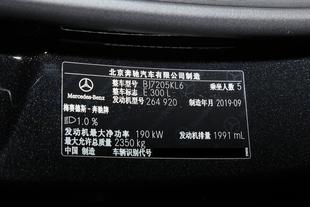 北京奔驰汽车有限公司制造
整车型号 BJ7205KL6 乘坐人数 5
Mercedes-Benz 整车型号 E 300 L
梅赛德斯-奔驰牌 发动机型号 264 920 制造年月 2019-09
1.0 %
发动机最大净功率 190 kW 发动机排量 1991 mL
最大允许总质量 2350 kg
中国 制造 车辆识别代号